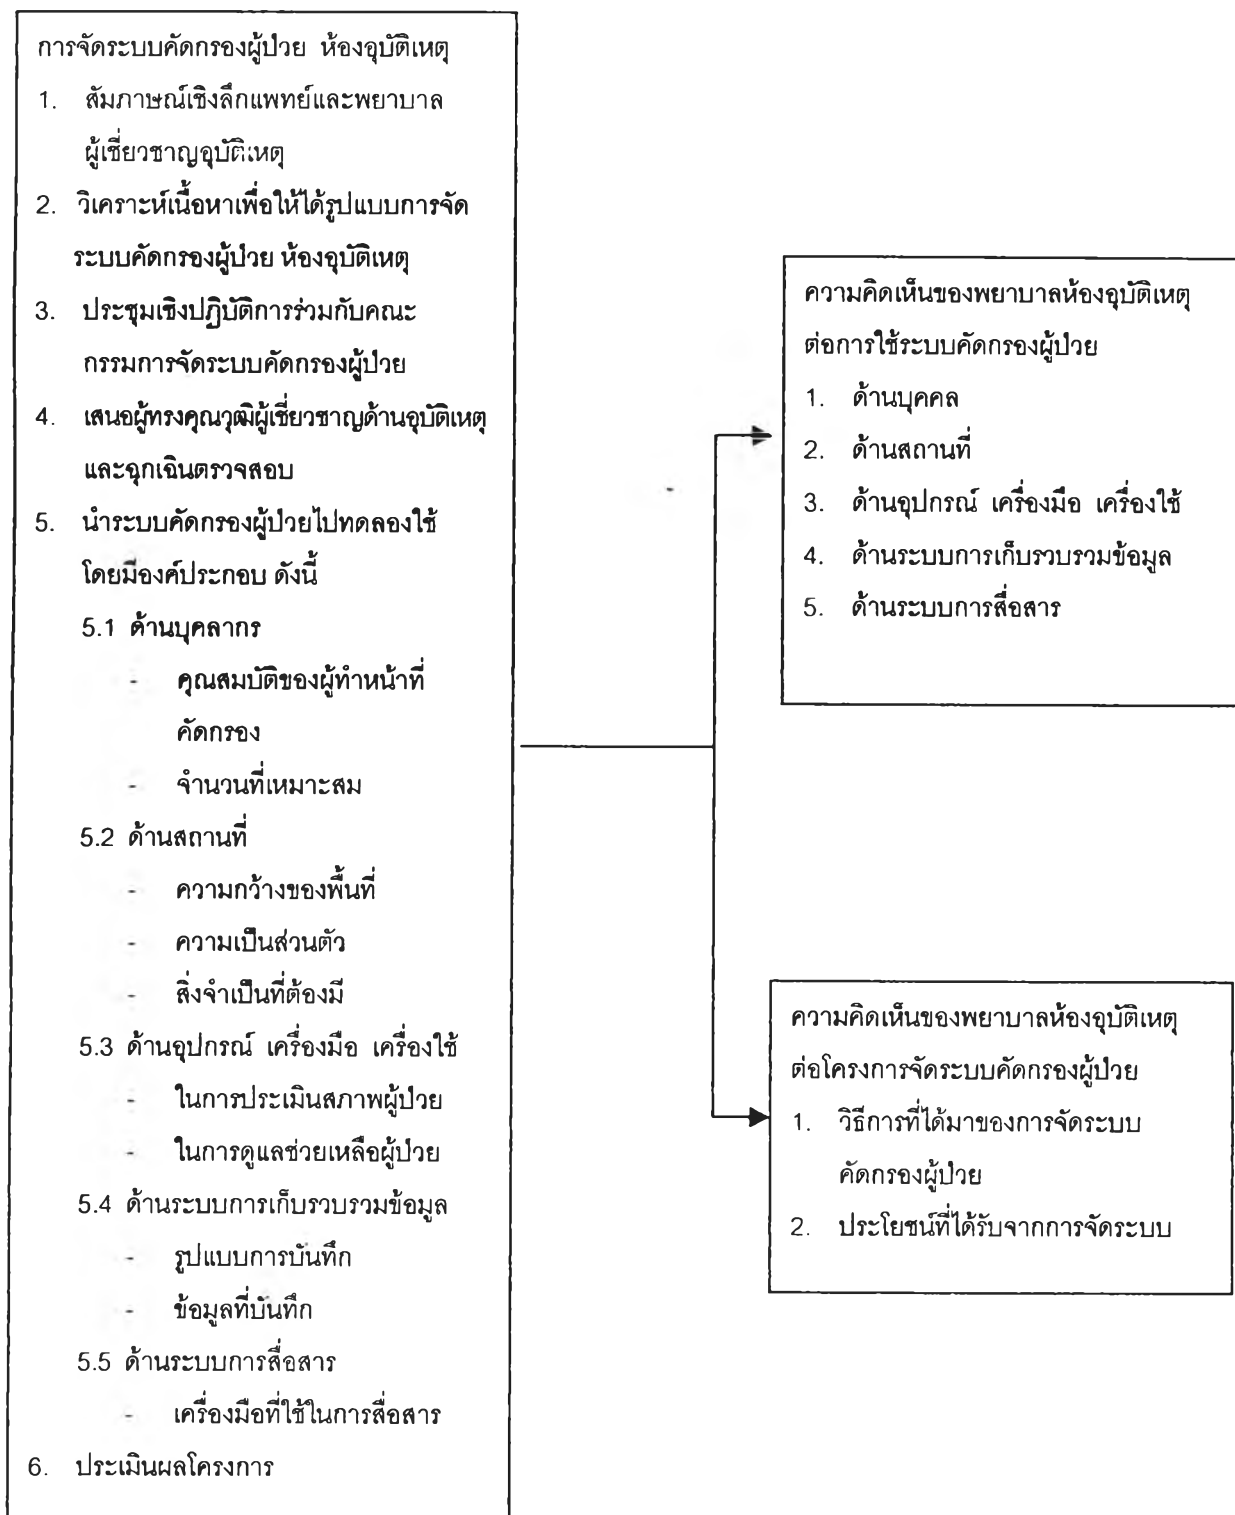 การจัดระบบคัดกรองผู้ป่วย ห้องอุบัติเหตุ
1. สัมภาษณ์เชิงลึกแพทย์และพยาบาล
ผู้เชี่ยวชาญอุบัติเหตุ
2. วิเคราะห์เนื้อหาเพื่อให้ได้รูปแบบการจัด
ระบบคัดกรองผู้ป่วย ห้องอุบัติเหตุ
3. ประชุมเชิงปฏิบัติการร่วมกับคณะ
กรรมการจัดระบบคัดกรองผู้ป่วย
4. เสนอผู้ทรงคุณวุฒิผู้เชี่ยวชาญด้านอุบัติเหตุ
และฉุกเฉินตรวจสอบ
5. นำระบบคัดกรองผู้ป่วยไปทดลองใช้
โดยมีองค์ประกอบ ดังนี้
5.1 ด้านบุคลากร
- คุณสมบัติของผู้ทำหน้าที่
คัดกรอง
- จำนวนที่เหมาะสม
5.2 ด้านสถานที่
- ความกว้างของพื้นที่
- ความเป็นส่วนตัว
- สิ่งจำเป็นที่ต้องมี
5.3 ด้านอุปกรณ์ เครื่องมือ เครื่องใช้
- ในการประเมินสภาพผู้ป่วย
- ในการดูแลช่วยเหลือผู้ป่วย
5.4 ด้านระบบการเก็บรวบรวมข้อมูล
- รูปแบบการบันทึก
- ข้อมูลที่บันทึก
5.5 ด้านระบบการสื่อสาร
- เครื่องมือที่ใช้ในการสื่อสาร
6. ประเมินผลโครงการ
ความคิดเห็นของพยาบาลห้องอุบัติเหตุ
ต่อการใช้ระบบคัดกรองผู้ป่วย
1. ด้านบุคคล
2. ด้านสถานที่
3. ด้านอุปกรณ์ เครื่องมือ เครื่องใช้
4. ด้านระบบการเก็บรวบรวมข้อมูล
5. ด้านระบบการสื่อสาร
ความคิดเห็นของพยาบาลห้องอุบัติเหตุ
ต่อโครงการจัดระบบคัดกรองผู้ป่วย
1. วิธีการที่ได้มาของการจัดระบบ
คัดกรองผู้ป่วย
2. ประโยชน์ที่ได้รับจากการจัดระบบ